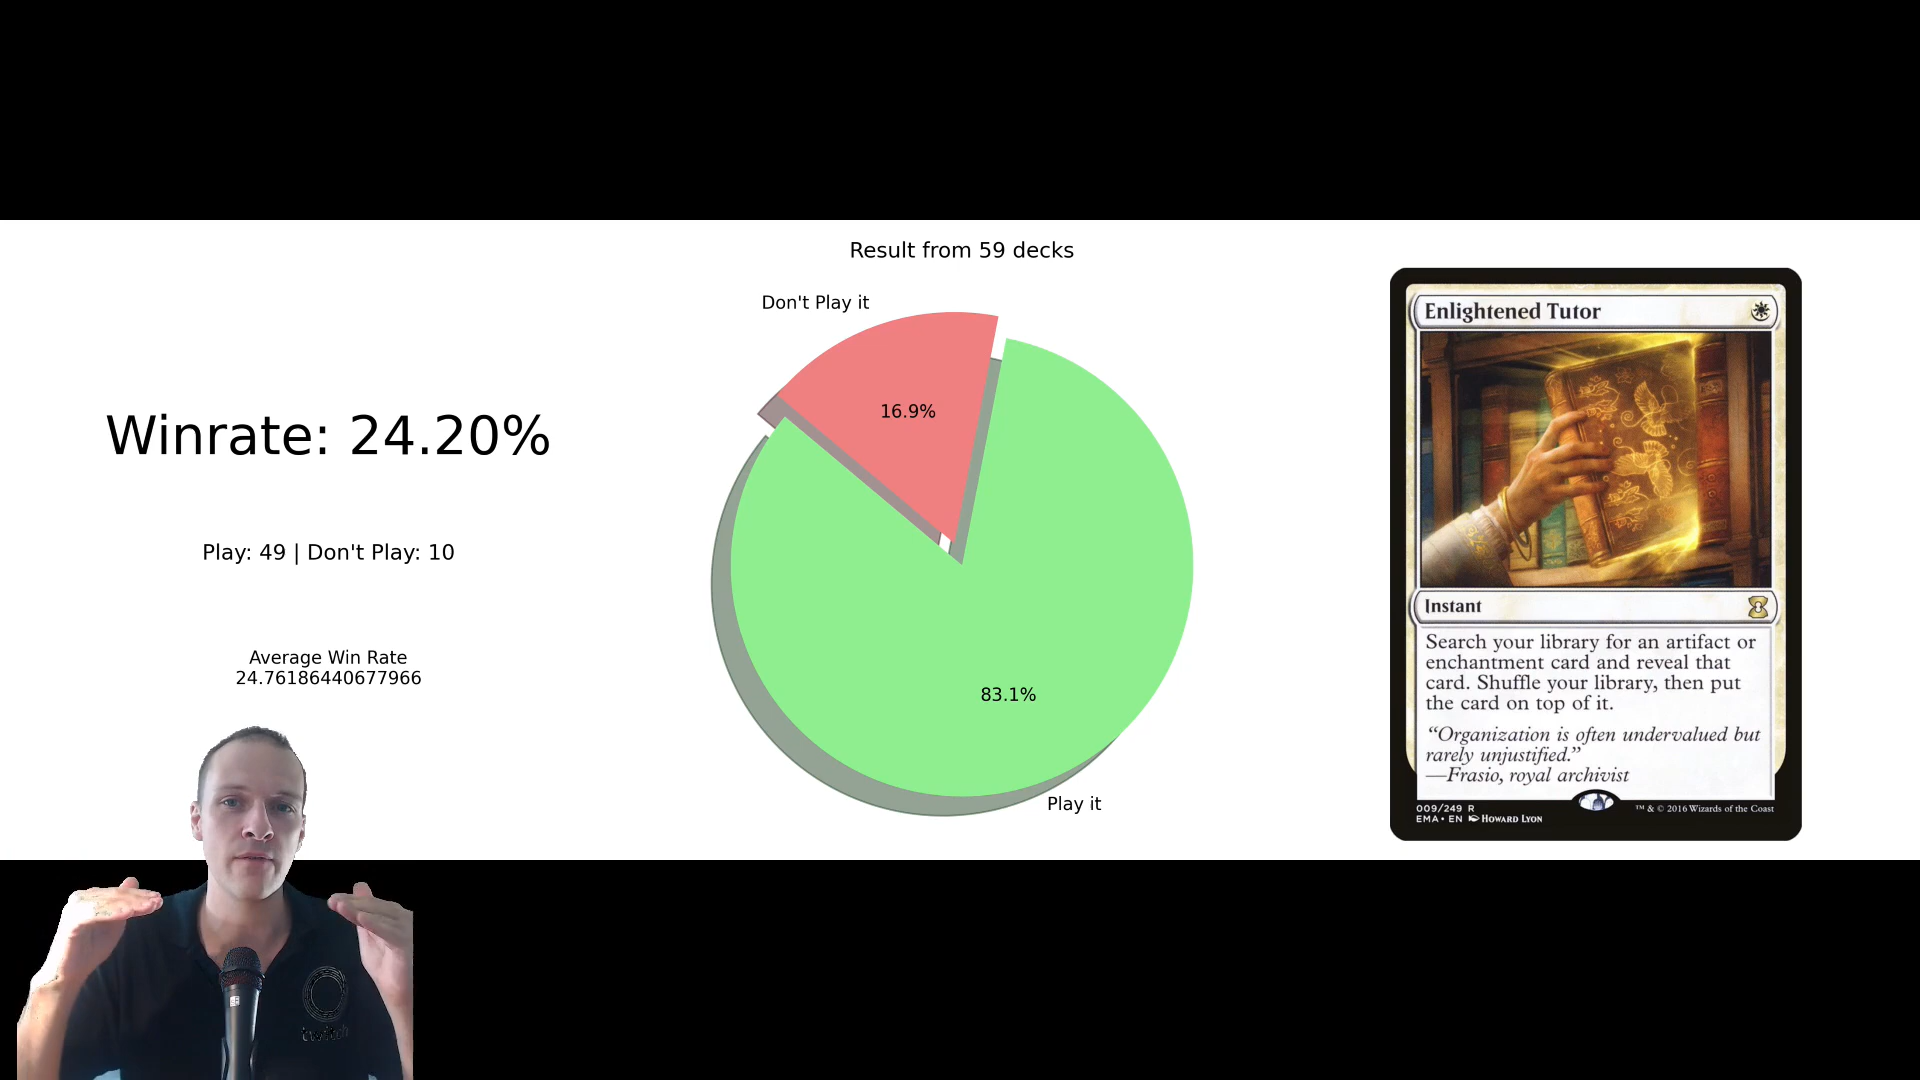 Result from 59 decks
Don't Play it
16.9%
83.1%
Play it
Winrate: 24.20%
Play: 49 | Don't Play: 10
Average Win Rate
24.76186440677966
Enlightened Tutor
Instant
Search your library for an artifact or
enchantment card and reveal that
card. Shuffle your library, then put
the card on top of it.
“Organization is often undervalued but
rarely unjustified.”
—Frasio, royal archivist
009/249 R
EMA • EN Howard Lyon
™ & © 2016 Wizards of the Coast
twitch